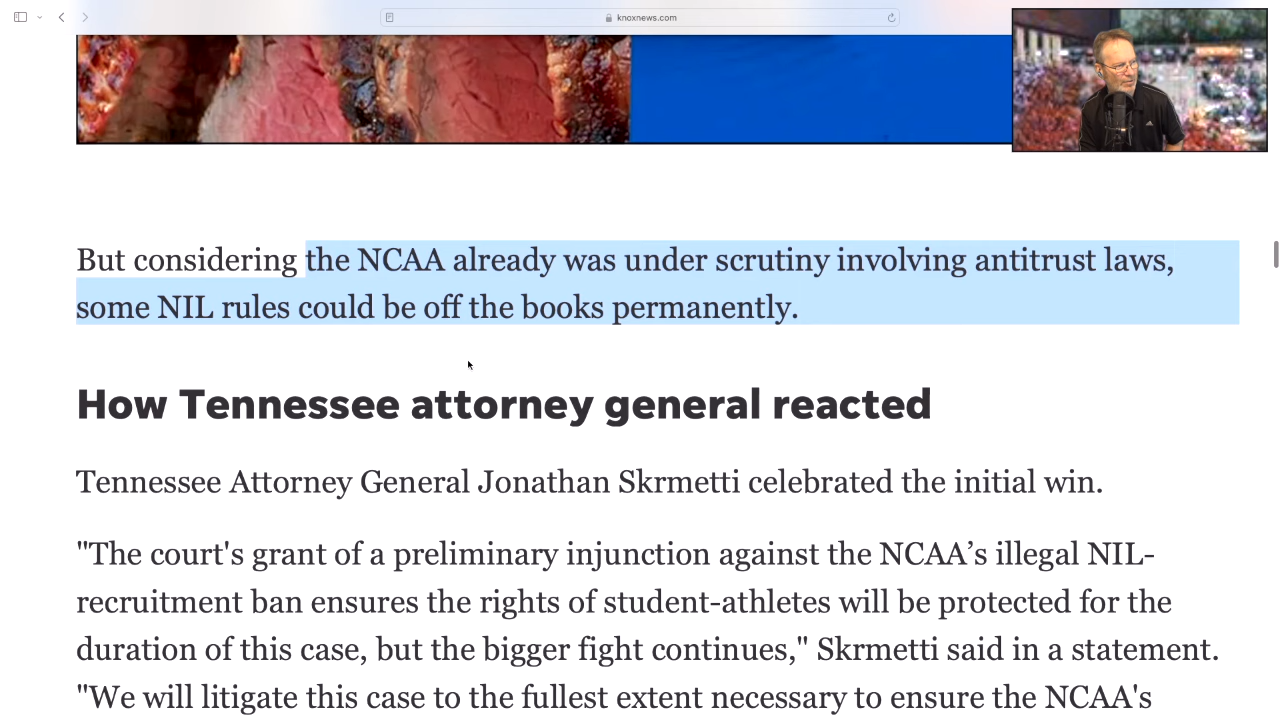 knoxnews.com
But considering the NCAA already was under scrutiny involving antitrust laws,
some NIL rules could be off the books permanently.
How Tennessee attorney general reacted
Tennessee Attorney General Jonathan Skrmetti celebrated the initial win.
"The court's grant of a preliminary injunction against the NCAA’s illegal NIL-
recruitment ban ensures the rights of student-athletes will be protected for the
duration of this case, but the bigger fight continues," Skrmetti said in a statement.
"We will litigate this case to the fullest extent necessary to ensure the NCAA's